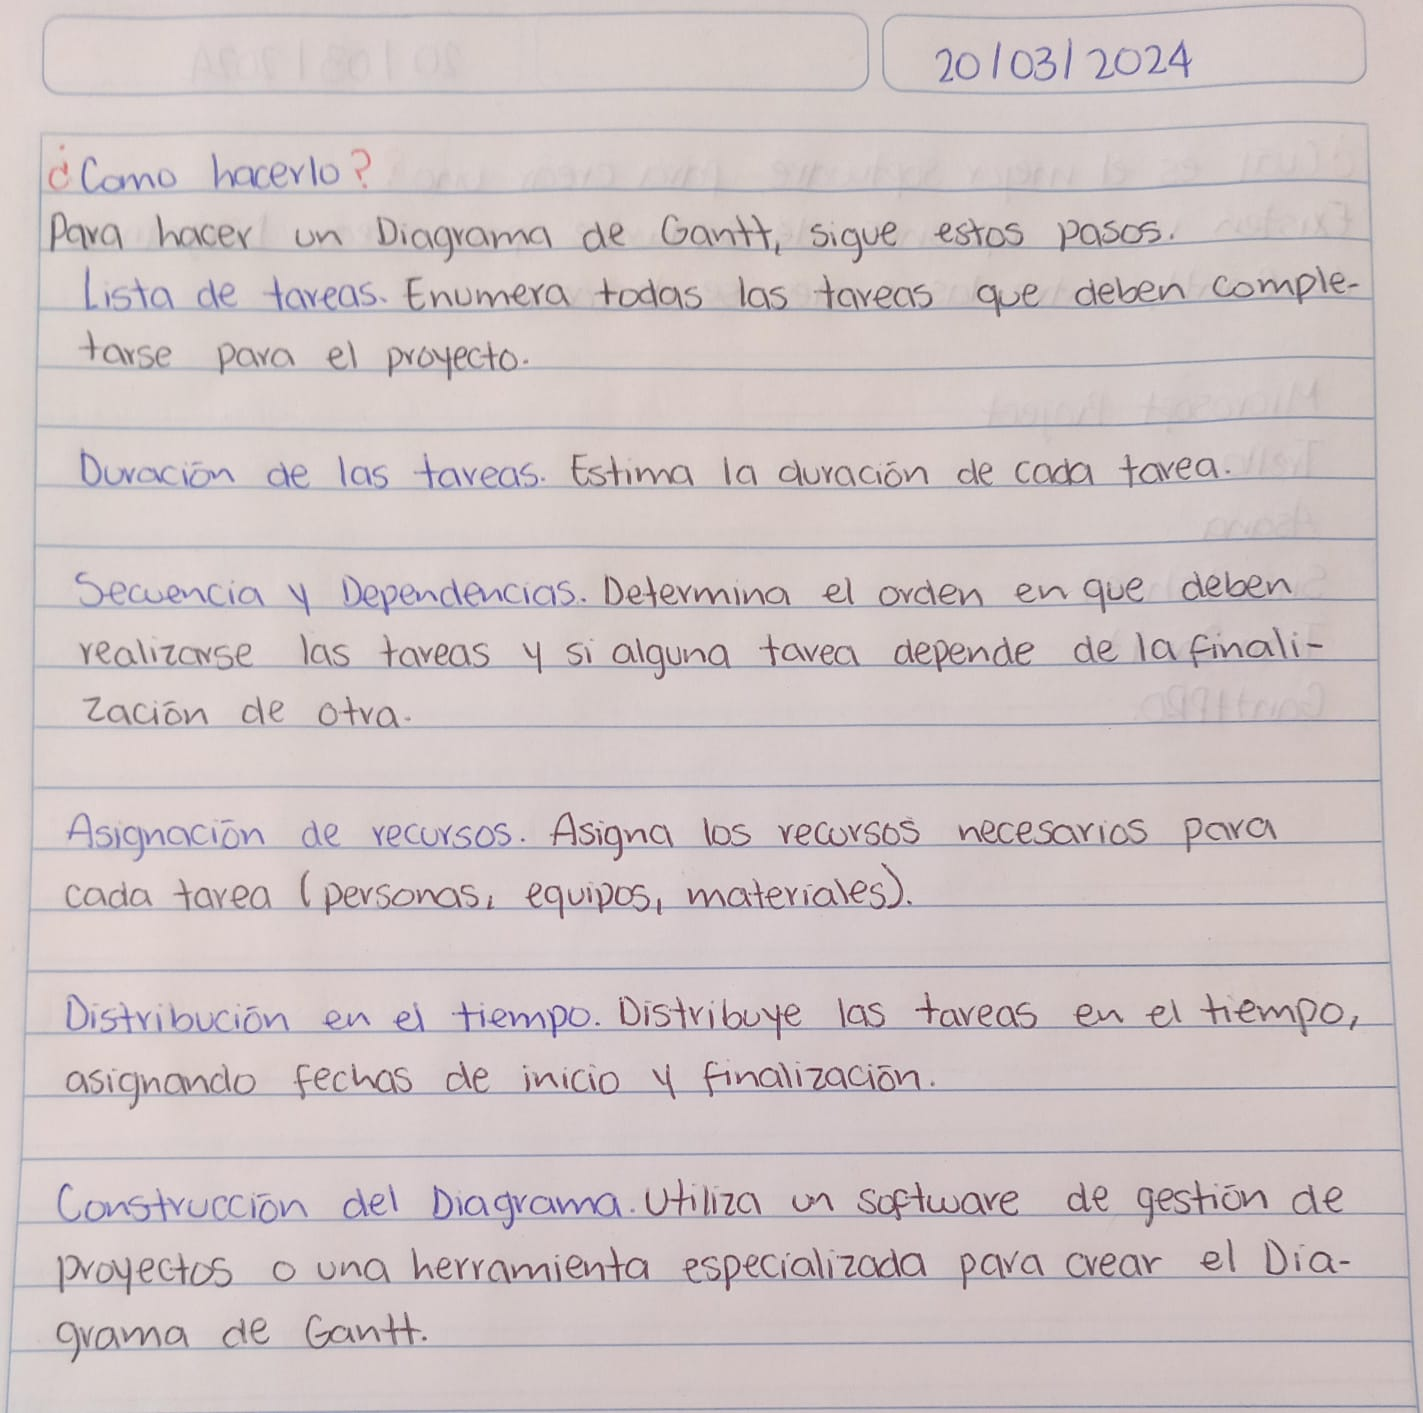 20/03/2024
¿Como hacerlo?
Para hacer un Diagrama de Gantt, sigue estos pasos.
Lista de tareas. Enumera todas las tareas que deben comple-
tarse para el proyecto.
Duración de las tareas. Estima la duración de cada tarea.
Secuencia y Dependencias. Determina el orden en que deben
realizarse las tareas y si alguna tarea depende de la finali-
zación de otra.
Asignación de recursos. Asigna los recursos necesarios para
cada tarea (personas, equipos, materiales).
Distribución en el tiempo. Distribuye las tareas en el tiempo,
asignando fechas de inicio y finalización.
Construcción del Diagrama. Utiliza un software de gestión de
proyectos o una herramienta especializada para crear el Dia-
grama de Gantt.